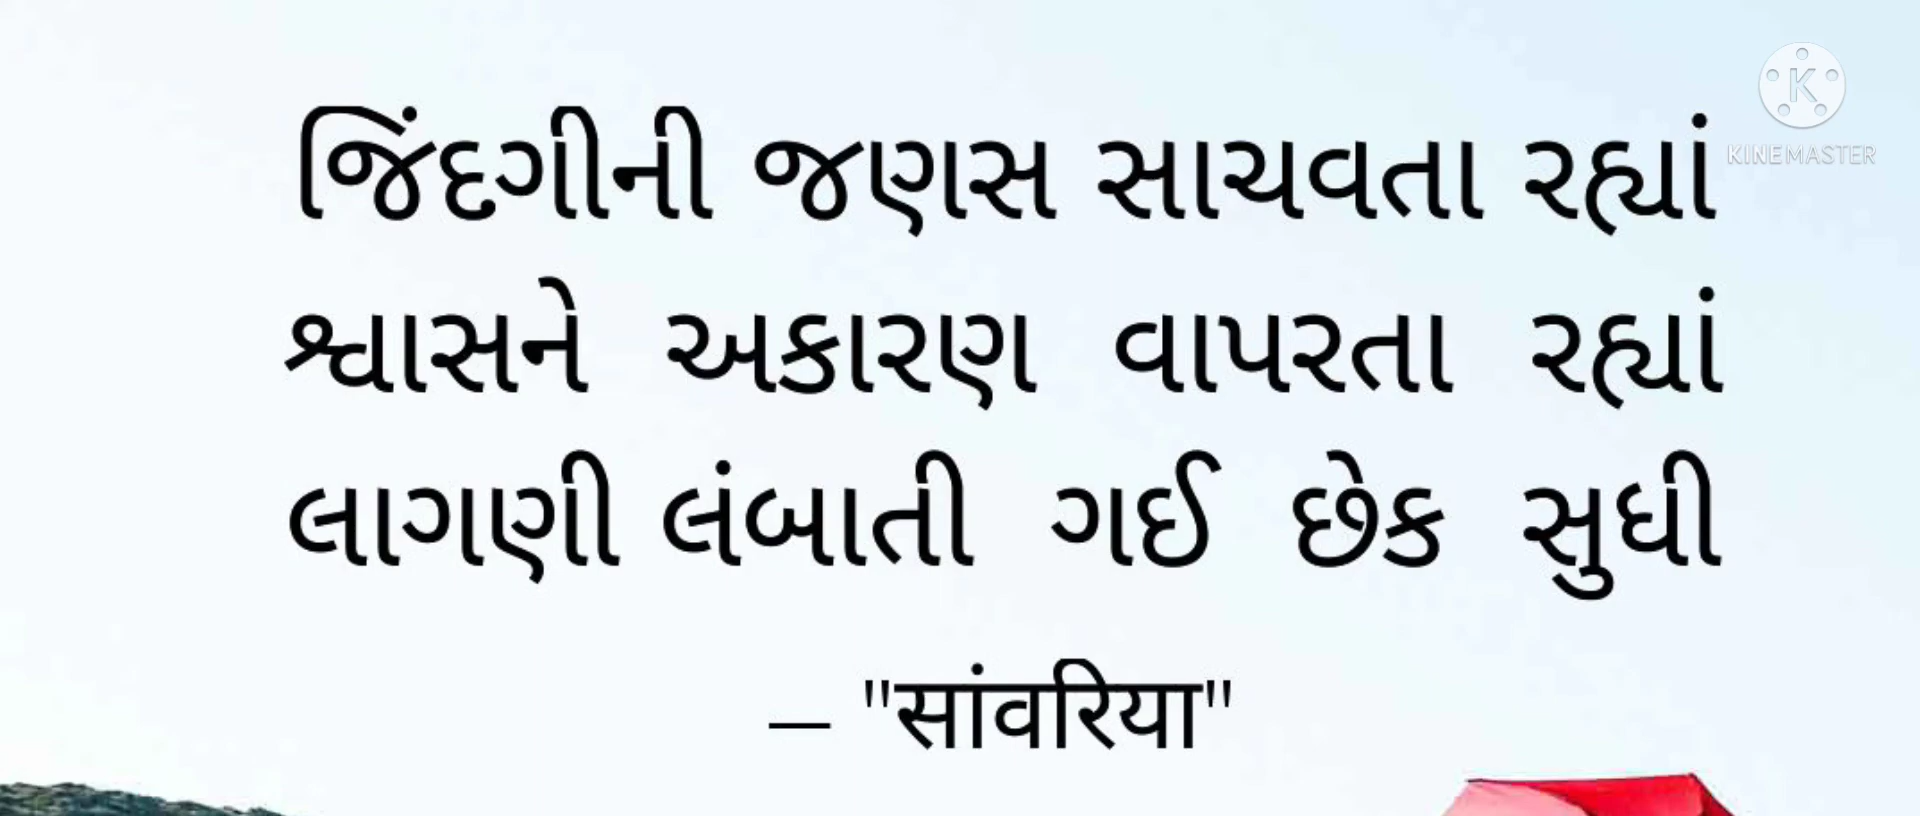 જિંદગીની જણસ સાચવતા રહ્યાં
શ્વાસને અકારણ વાપરતા રહ્યાં
લાગણી લંબાતી ગઈ છેક સુધી
— "सांवरिया"
K
KINEMASTER